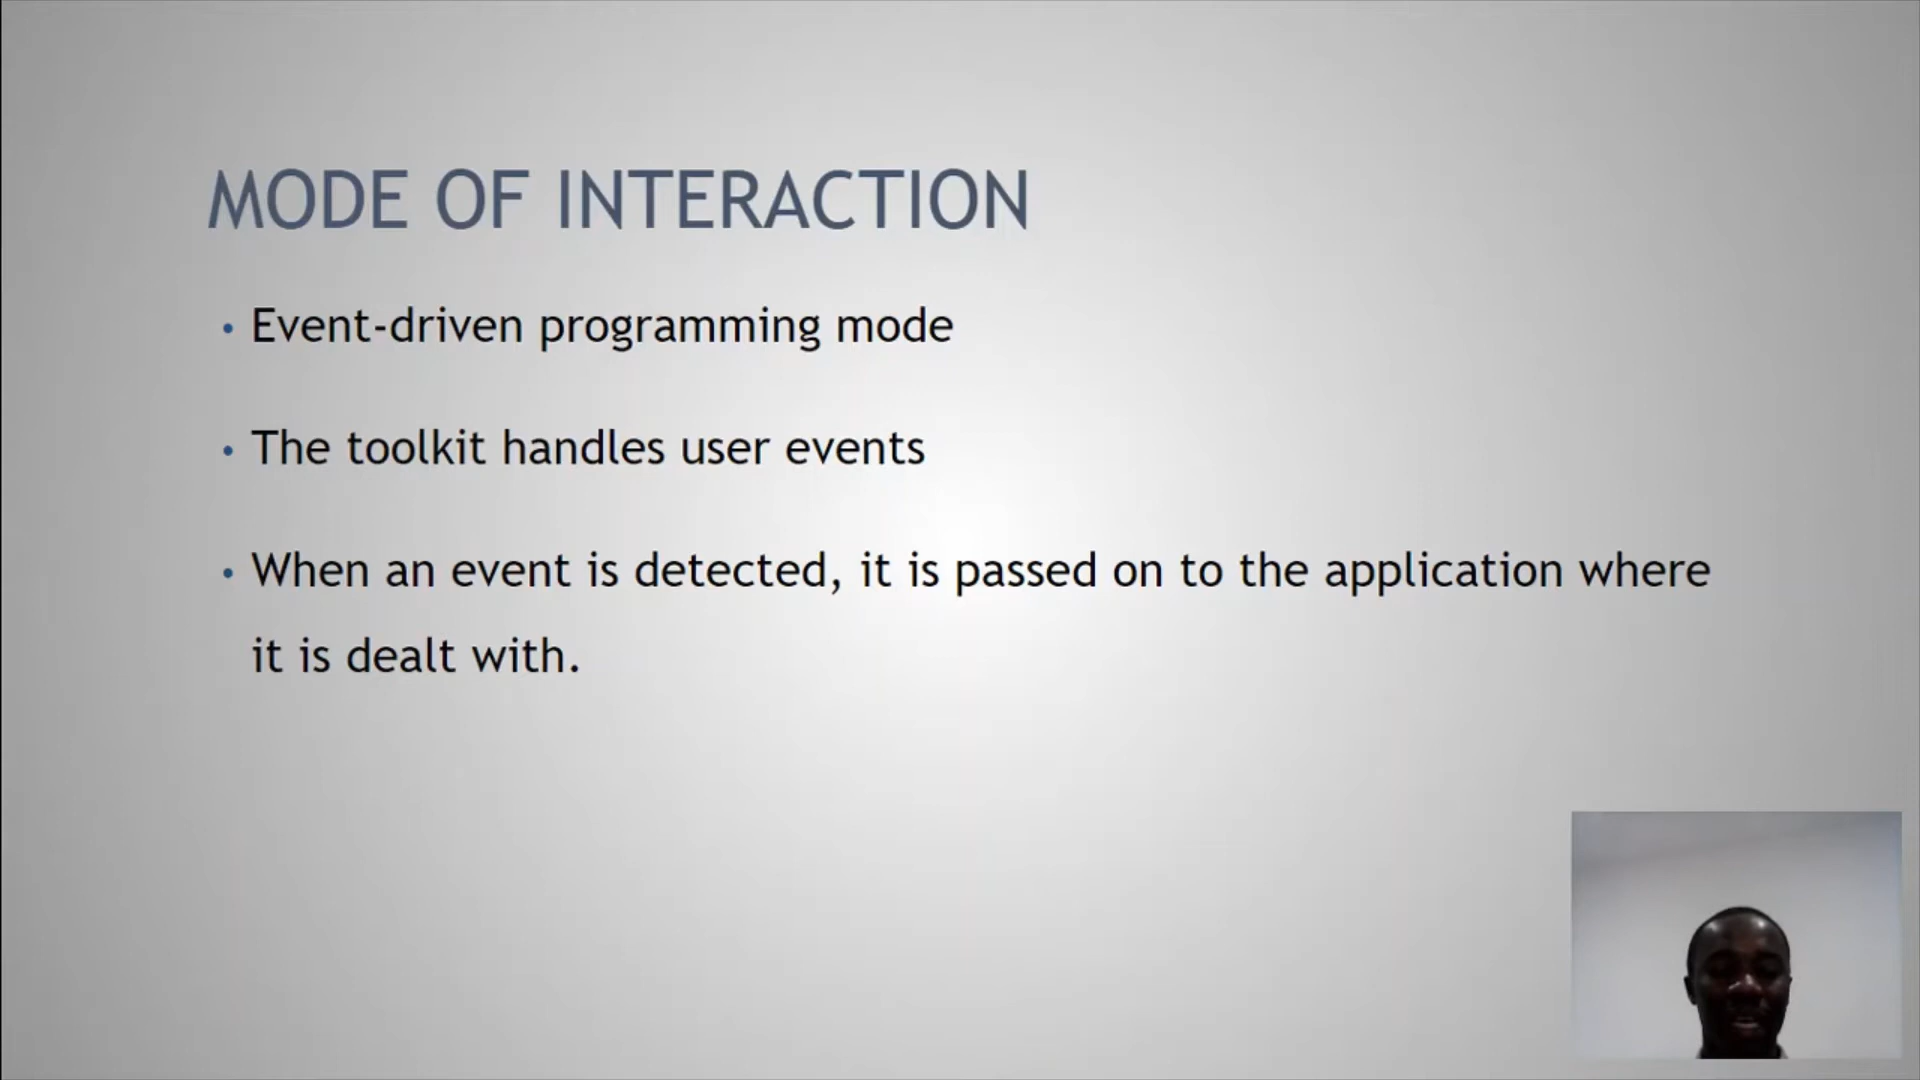 MODE OF INTERACTION
• Event-driven programming mode
• The toolkit handles user events
• When an event is detected, it is passed on to the application where
it is dealt with.